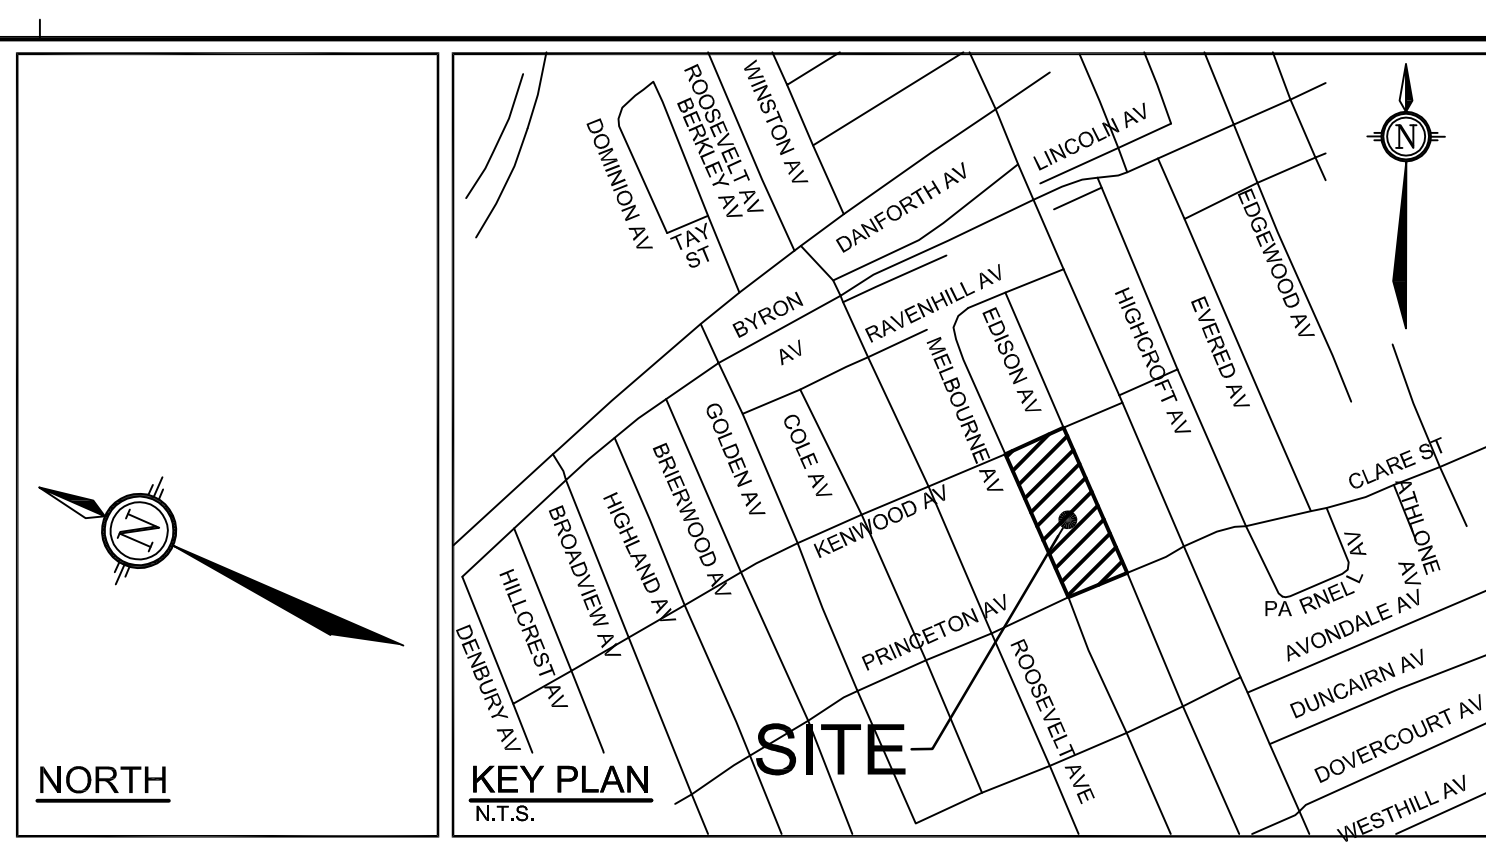 N
NORTH
KEY PLAN
N.T.S.
SITE
N
DOMINION AV
ROOSEVELT AV
BERKLEY AV
WINSTON AV
TAY
ST
DANFORTH AV
LINCOLN AV
BYRON
AV
RAVENHILL AV
EDISON AV
MELBOURNE AV
HIGHCROFT AV
EVERED AV
EDGEWOOD AV
GOLDEN AV
COLE AV
BRIERWOOD AV
HIGHLAND AV
BROADVIEW AV
HILLCREST AV
DENBURY AV
KENWOOD AV
PRINCETON AV
ROOSEVELT AVE
CLARE ST
ATHLONE
AV
PA RNELL
AV
AVONDALE AV
DUNCAIRN AV
DOVERCOURT AV
WESTHILL AV